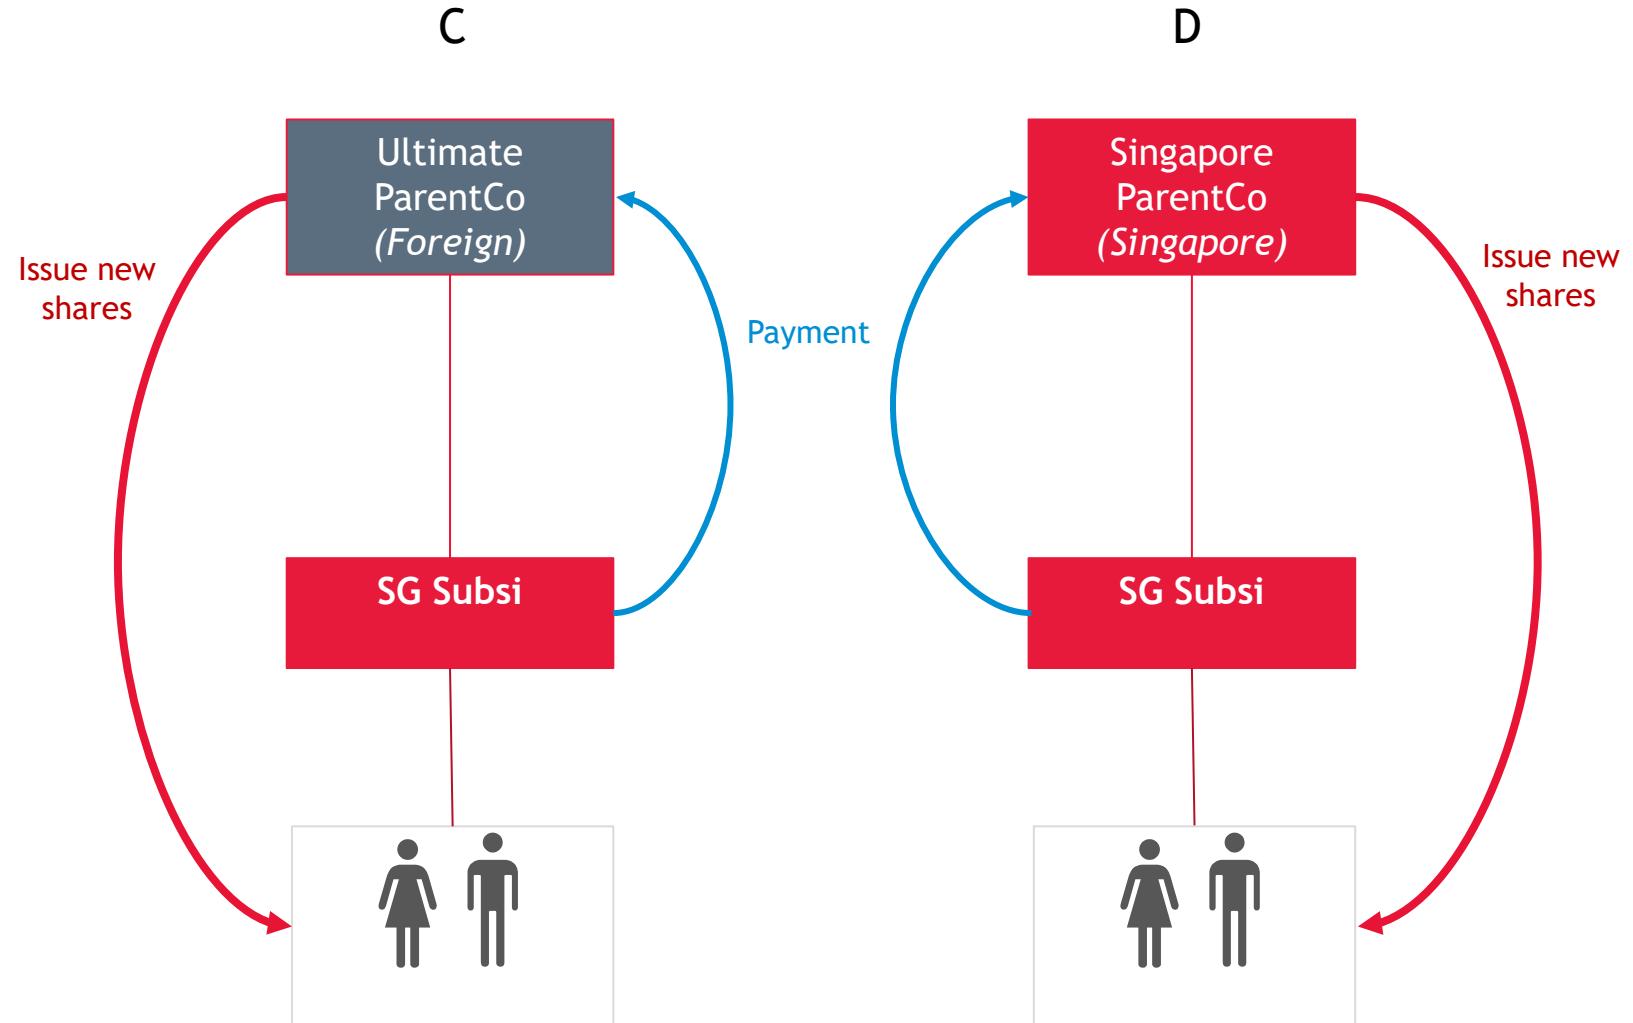 C
D
Ultimate
ParentCo
(Foreign)
Singapore
ParentCo
(Singapore)
Issue new
shares
Payment
Issue new
shares
SG Subsi
SG Subsi